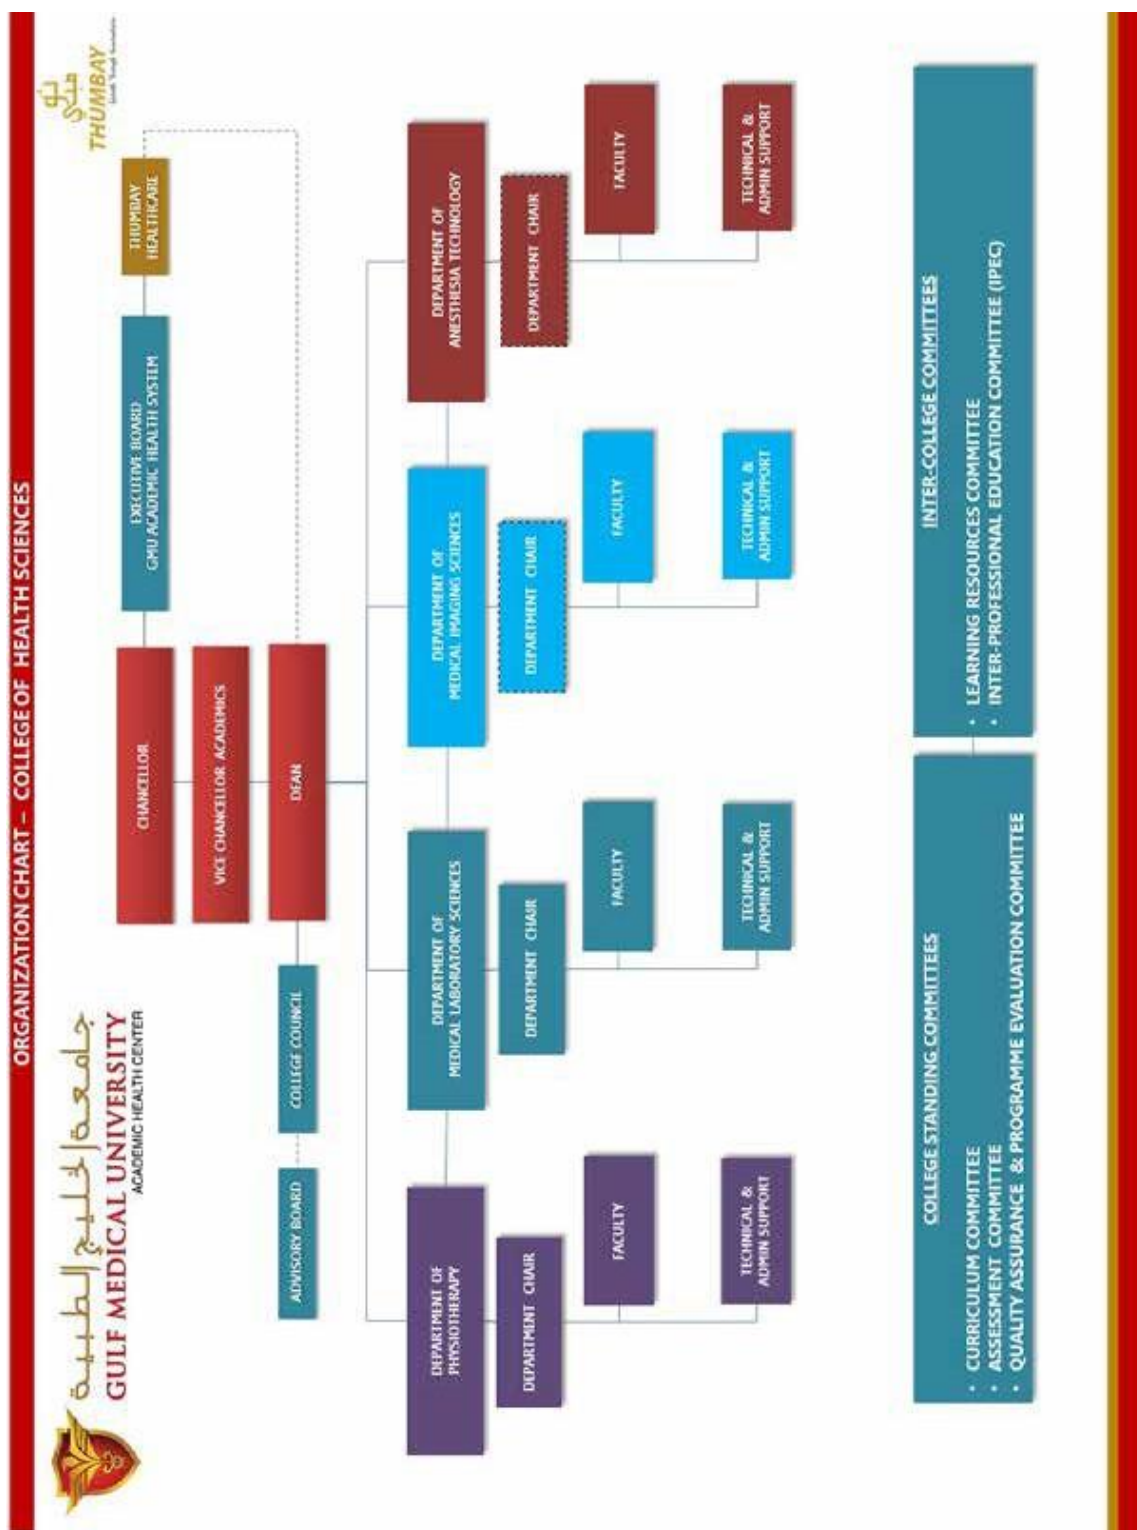 ORGANIZATION CHART – COLLEGE OF HEALTH SCIENCES
جامعة الخليج الطبية
GULF MEDICAL UNIVERSITY
ACADEMIC HEALTH CENTER
THUMBAY
CHANCELLOR
EXECUTIVE BOARD
GMU ACADEMIC HEALTH SYSTEM
THUMBAY
HEALTHCARE
VICE CHANCELLOR ACADEMICS
ADVISORY BOARD
COLLEGE COUNCIL
DEAN
DEPARTMENT OF
PHYSIOTHERAPY
DEPARTMENT OF
MEDICAL LABORATORY SCIENCES
DEPARTMENT OF
MEDICAL IMAGING SCIENCES
DEPARTMENT OF
ANESTHESIA TECHNOLOGY
DEPARTMENT CHAIR
DEPARTMENT CHAIR
DEPARTMENT CHAIR
DEPARTMENT CHAIR
FACULTY
FACULTY
FACULTY
FACULTY
TECHNICAL &
ADMIN SUPPORT
TECHNICAL &
ADMIN SUPPORT
TECHNICAL &
ADMIN SUPPORT
TECHNICAL &
ADMIN SUPPORT
COLLEGE STANDING COMMITTEES
• CURRICULUM COMMITTEE
• ASSESSMENT COMMITTEE
• QUALITY ASSURANCE & PROGRAMME EVALUATION COMMITTEE
INTER-COLLEGE COMMITTEES
• LEARNING RESOURCES COMMITTEE
• INTER-PROFESSIONAL EDUCATION COMMITTEE (IPEC)